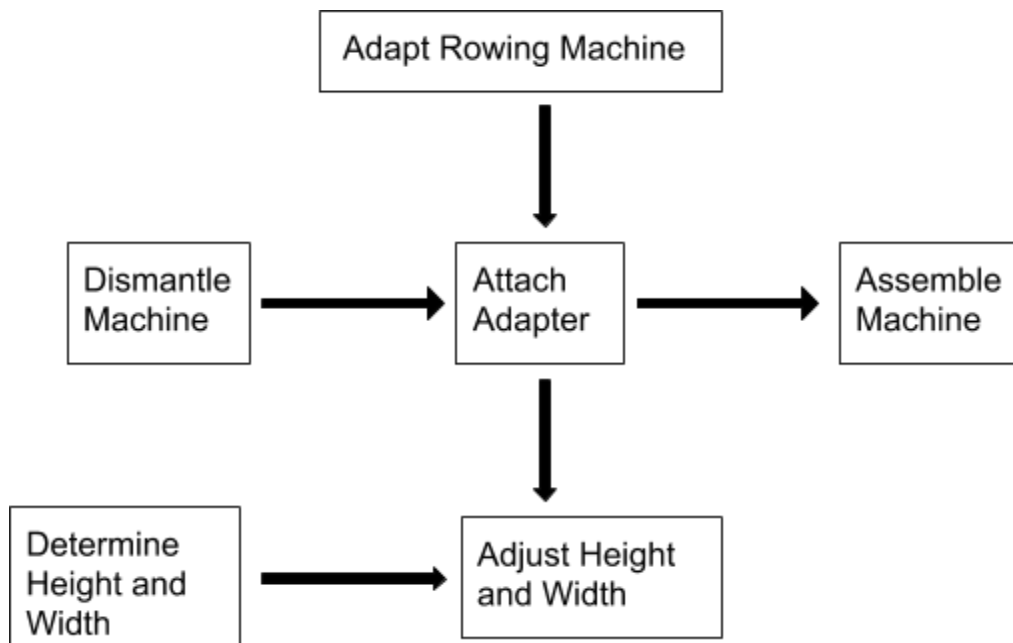 Adapt Rowing Machine
Dismantle
Machine
Attach
Adapter
Assemble
Machine
Determine
Height and
Width
Adjust Height
and Width